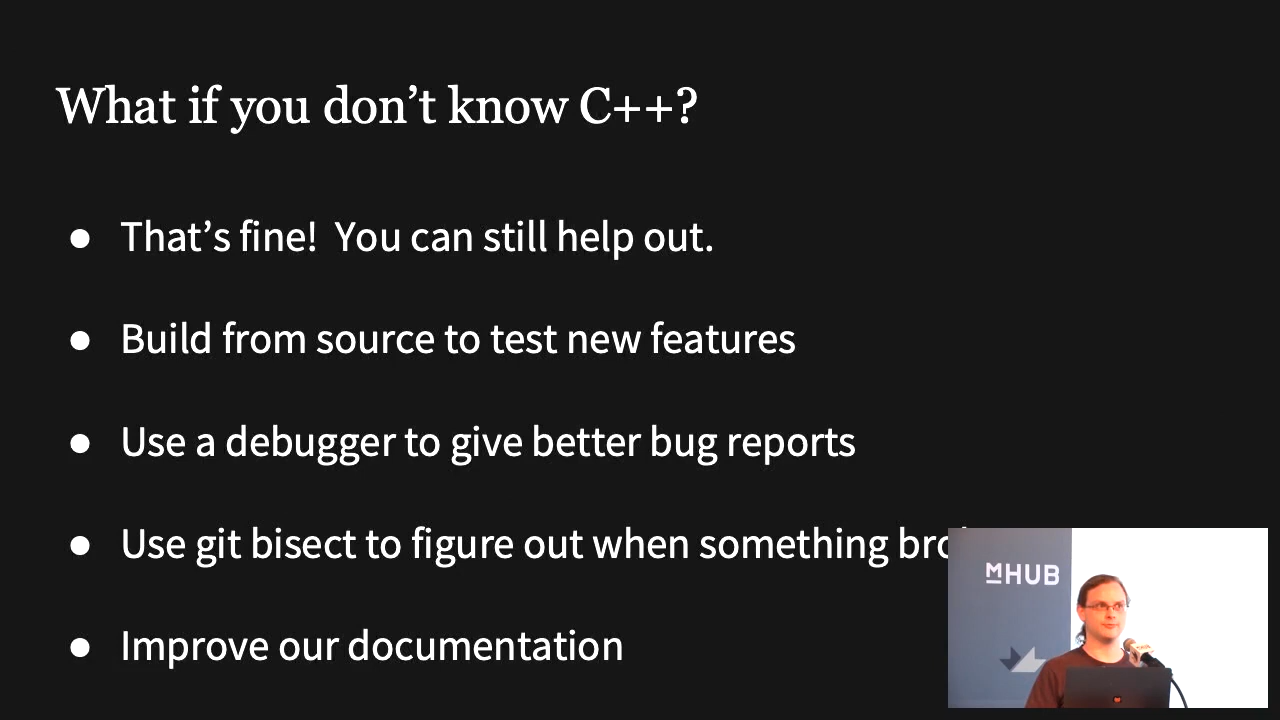 What if you don't know C++?
● That's fine!  You can still help out.
● Build from source to test new features
● Use a debugger to give better bug reports
● Use git bisect to figure out when something
● Improve our documentation
MHUB